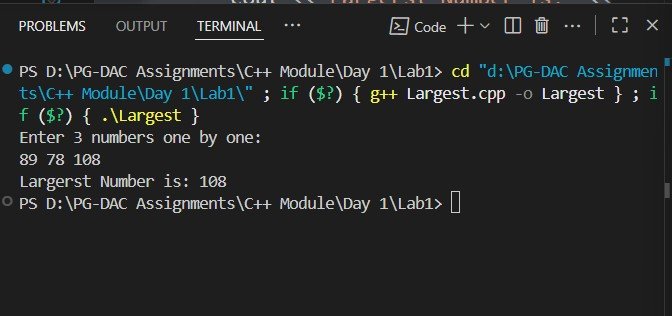 PROBLEMS OUTPUT TERMINAL ... Code
PS D:\PG-DAC Assignments\C++ Module\Day 1\Lab1> cd "d:\PG-DAC Assignmen
ts\C++ Module\Day 1\Lab1\" ; if ($?) { g++ Largest.cpp -o Largest } ; i
f ($?) { .\Largest }
Enter 3 numbers one by one:
89 78 108
Largerst Number is: 108
PS D:\PG-DAC Assignments\C++ Module\Day 1\Lab1>